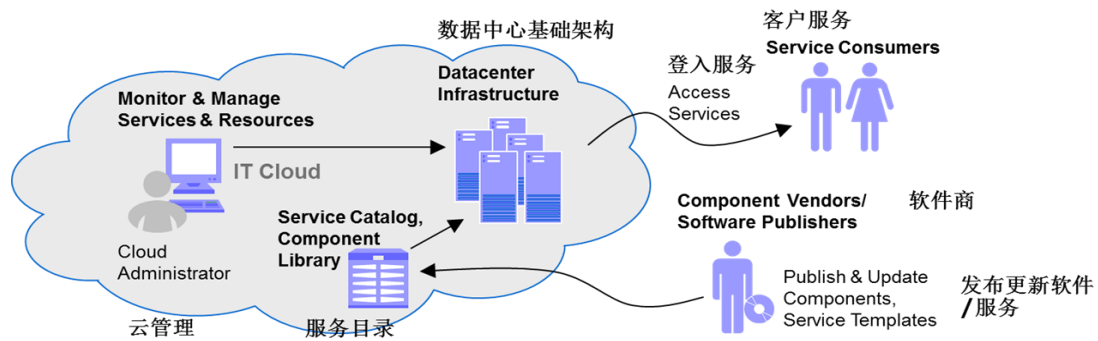 数据中心基础架构
客户服务
Service Consumers
登入服务
Access
Services
Datacenter
Infrastructure
Monitor & Manage
Services & Resources
IT Cloud
Service Catalog,
Component
Library
Cloud
Administrator
云管理
服务目录
Component Vendors/
Software Publishers
软件商
Publish & Update
Components,
Service Templates
发布更新软件
/服务